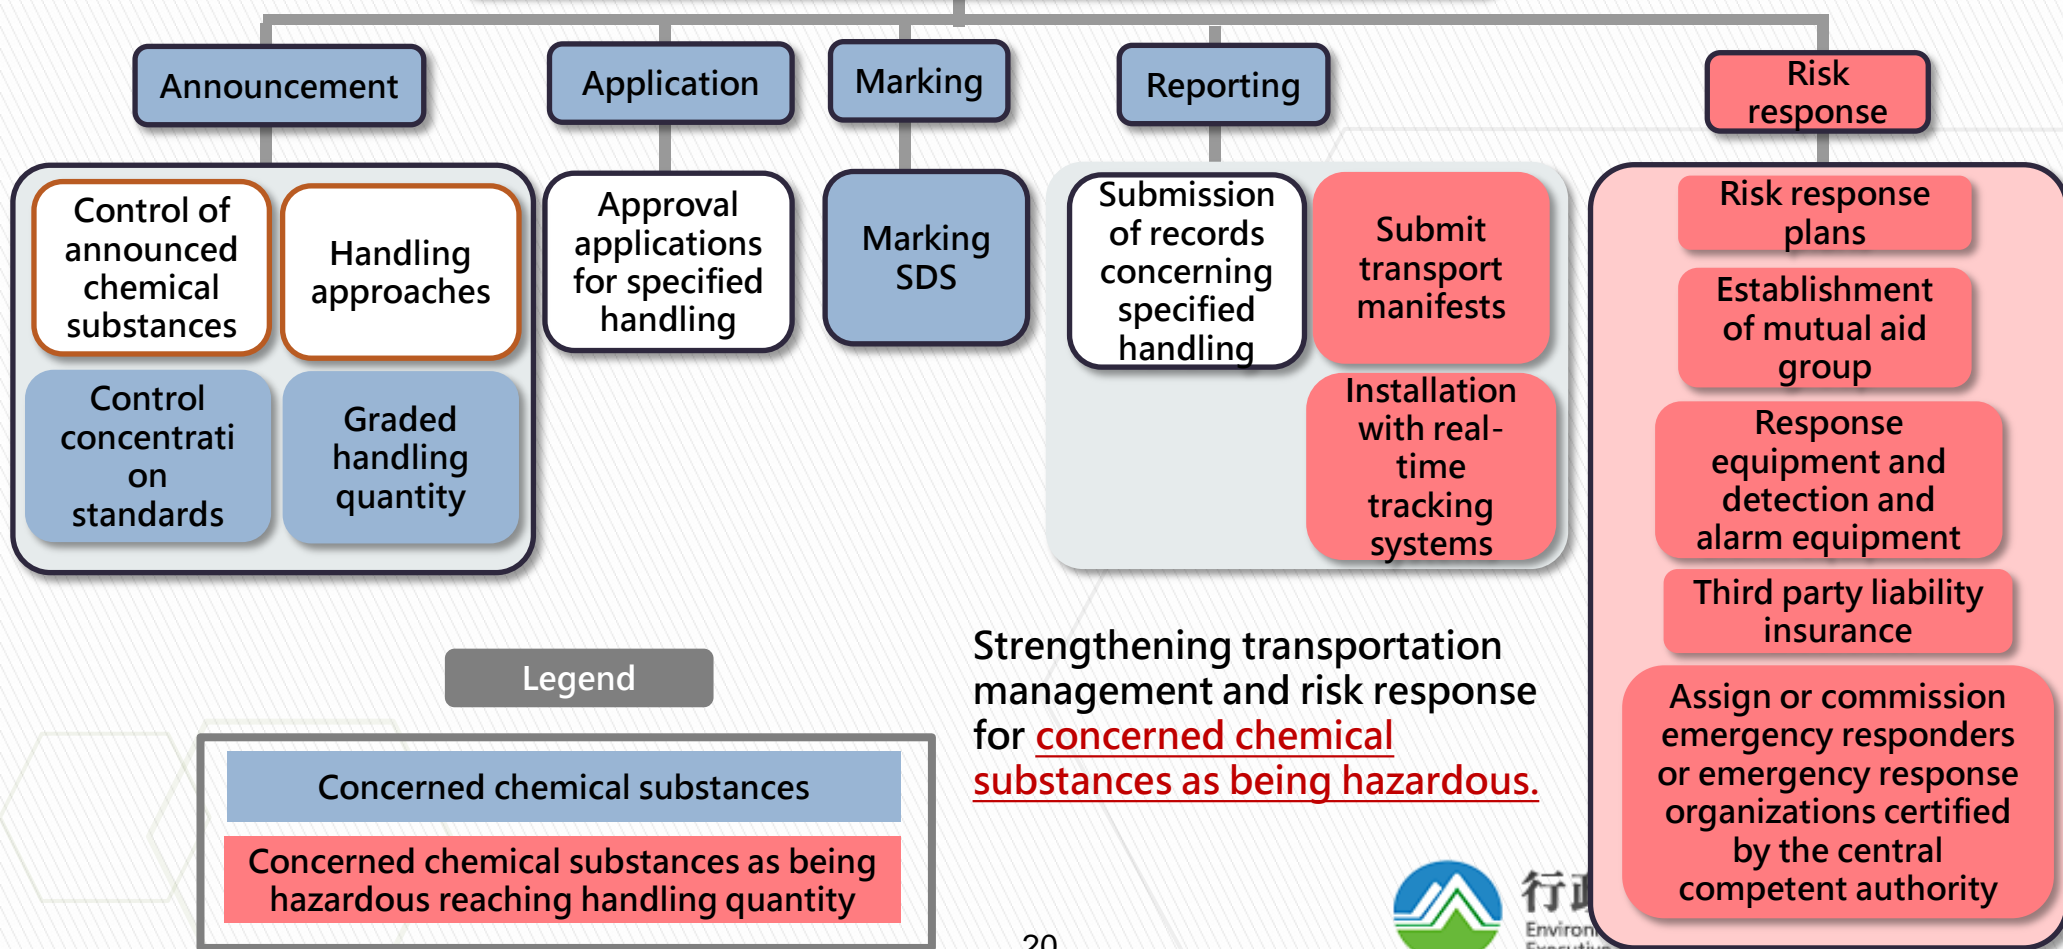 Announcement
Application
Marking
Reporting
Risk
response
Control of
announced
chemical
substances
Handling
approaches
Control
concentrati
on
standards
Graded
handling
quantity
Approval
applications
for specified
handling
Marking
SDS
Submission
of records
concerning
specified
handling
Submit
transport
manifests
Installation
with real-
time
tracking
systems
Risk response
plans
Establishment
of mutual aid
group
Response
equipment and
detection and
alarm equipment
Third party liability
insurance
Assign or commission
emergency responders
or emergency response
organizations certified
by the central
competent authority
Strengthening transportation
management and risk response
for concerned chemical
substances as being hazardous.
Legend
Concerned chemical substances
Concerned chemical substances as being
hazardous reaching handling quantity
20
行政